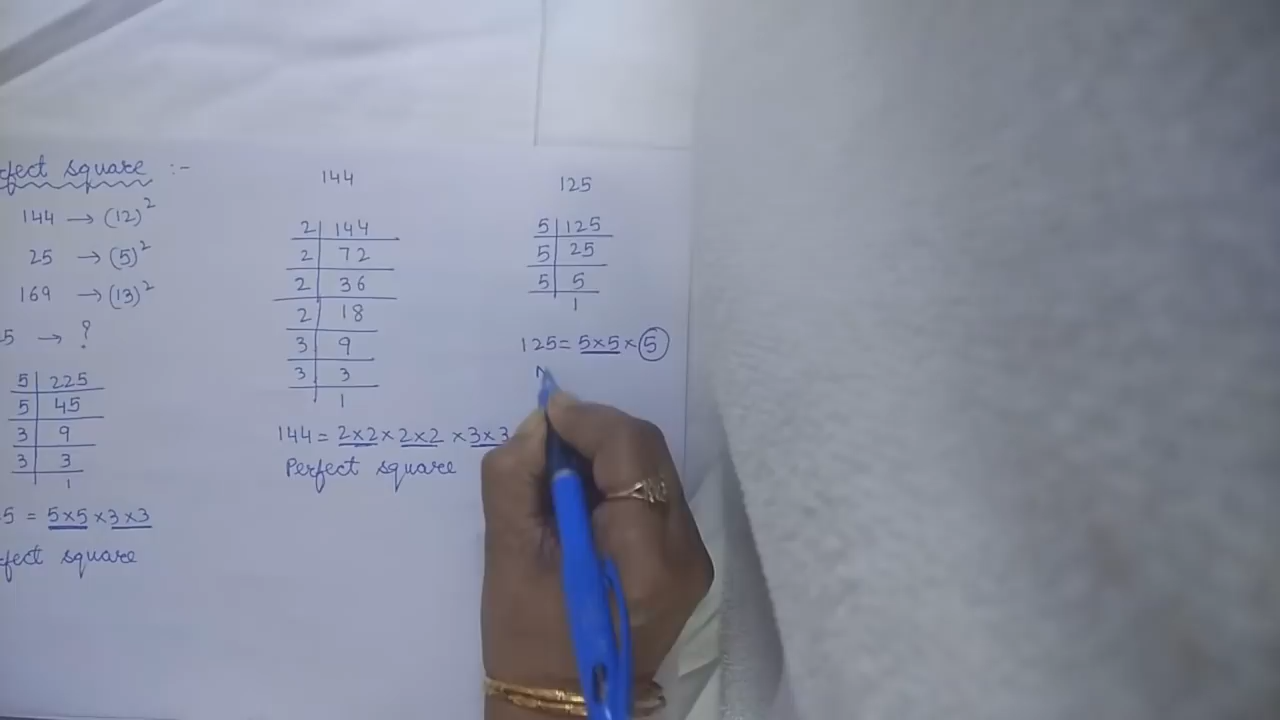 fect square :-
144 → (12)²
25 → (5)²
169 → (13)²
5 → ?
5 | 225
5 | 45
3 | 9
3 | 3
1
5 = 5×5 × 3×3
fect square
144
2 | 144
2 | 72
2 | 36
2 | 18
3 | 9
3 | 3
1
144 = 2×2 × 2×2 × 3×3
Perfect square
125
5 | 125
5 | 25
5 | 5
1
125 = 5×5 × 5
N